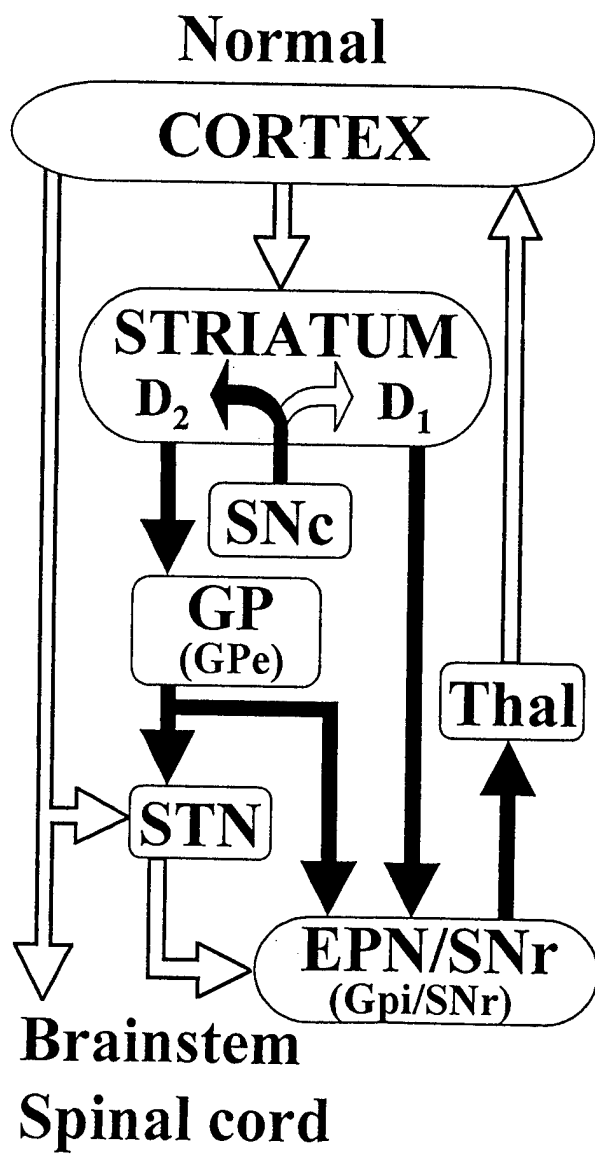 Normal
CORTEX
STRIATUM
D2
D1
SNc
GP
(GPe)
Thal
STN
EPN/SNr
(Gpi/SNr)
Brainstem
Spinal cord